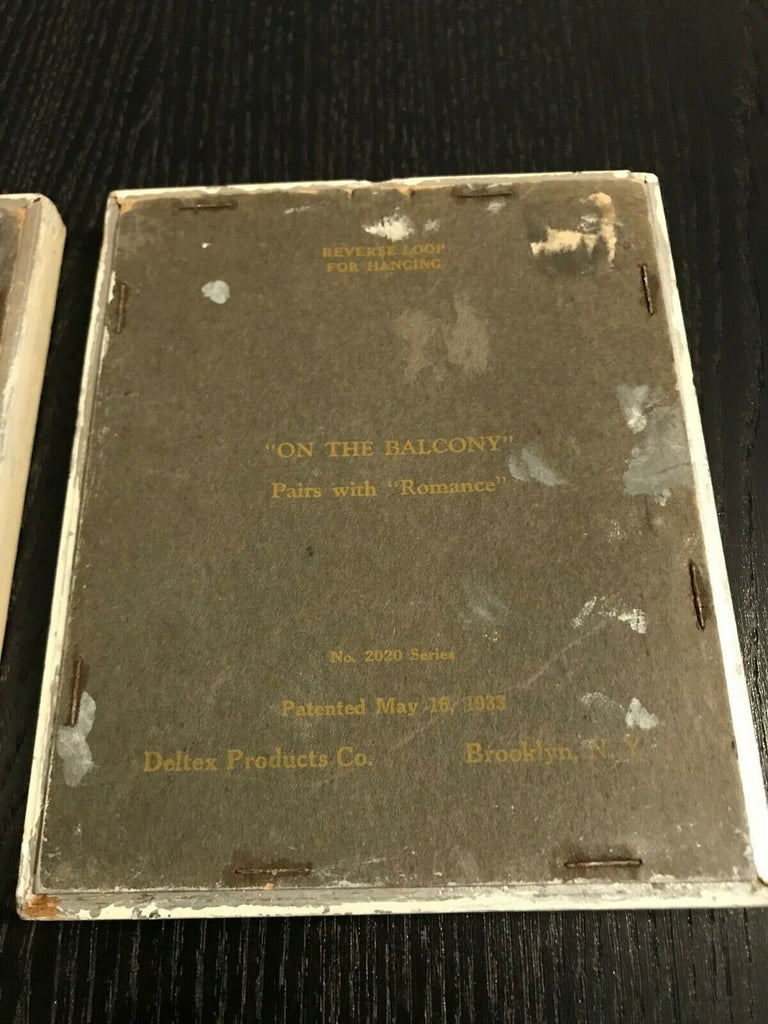 REVERSE LOOP
FOR HANGING
"ON THE BALCONY"
Pairs with "Romance"
No. 2020 Series
Patented May 16, 1933
Deltex Products Co. Brooklyn, N. Y.